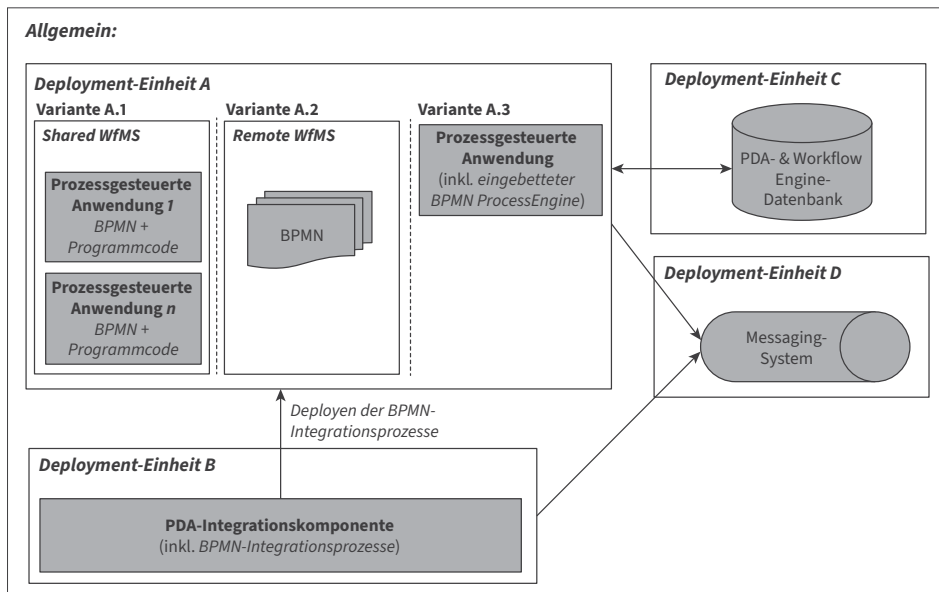 Allgemein:
Deployment-Einheit A
Variante A.1
Shared WfMS
Prozessgesteuerte
Anwendung 1
BPMN +
Programmcode
Prozessgesteuerte
Anwendung n
BPMN +
Programmcode
Variante A.2
Remote WfMS
BPMN
Variante A.3
Prozessgesteuerte
Anwendung
(inkl. eingebetteter
BPMN ProcessEngine)
Deployment-Einheit C
PDA- & Workflow
Engine-
Datenbank
Deployment-Einheit D
Messaging-
System
Deployen der BPMN-
Integrationsprozesse
Deployment-Einheit B
PDA-Integrationskomponente
(inkl. BPMN-Integrationsprozesse)